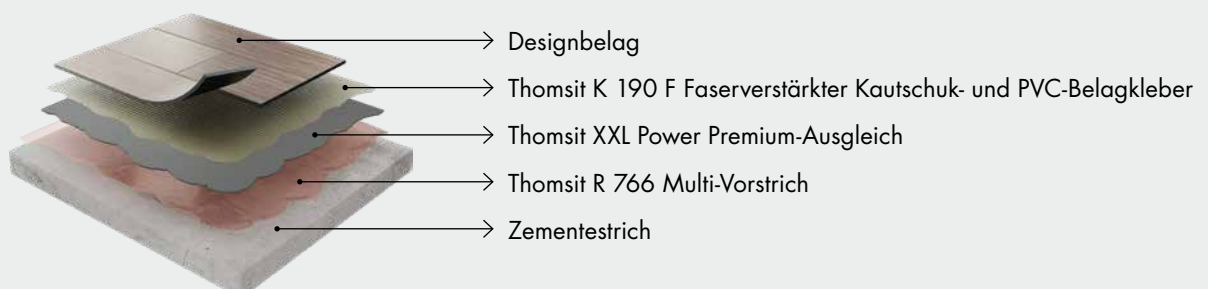 Designbelag
Thomsit K 190 F Faserverstärkter Kautschuk- und PVC-Belagkleber
Thomsit XXL Power Premium-Ausgleich
Thomsit R 766 Multi-Vorstrich
Zementestrich